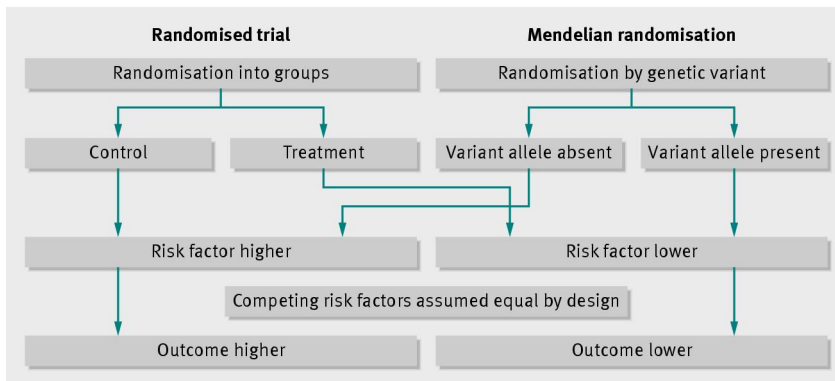 Randomised trial
Mendelian randomisation
Randomisation into groups
Randomisation by genetic variant
Control
Treatment
Variant allele absent
Variant allele present
Risk factor higher
Risk factor lower
Competing risk factors assumed equal by design
Outcome higher
Outcome lower